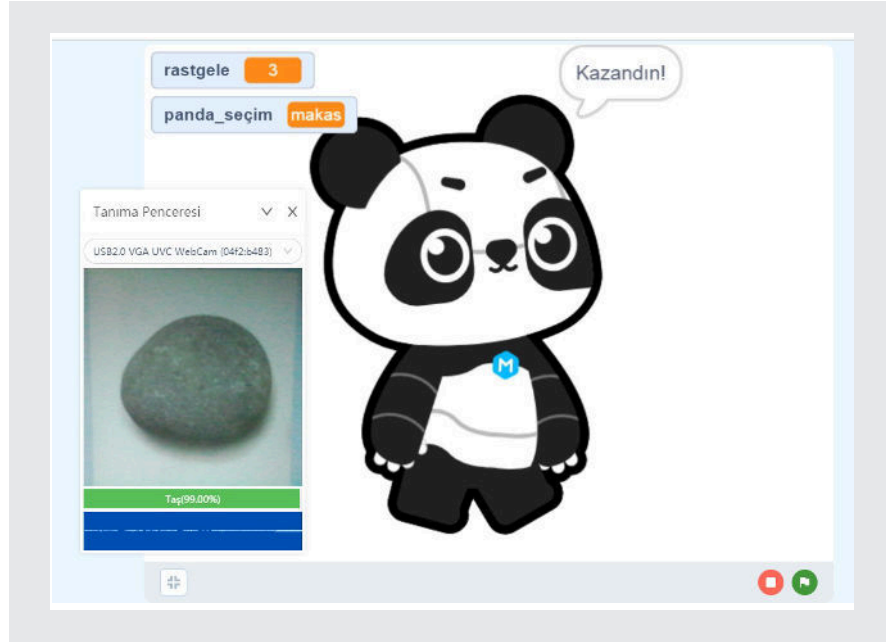 rastgele 3
panda_seçim makas
Kazandın!
Tanıma Penceresi
USB2.0 VGA UVC WebCam (04f2:b483)
Taş(99.00%)
M